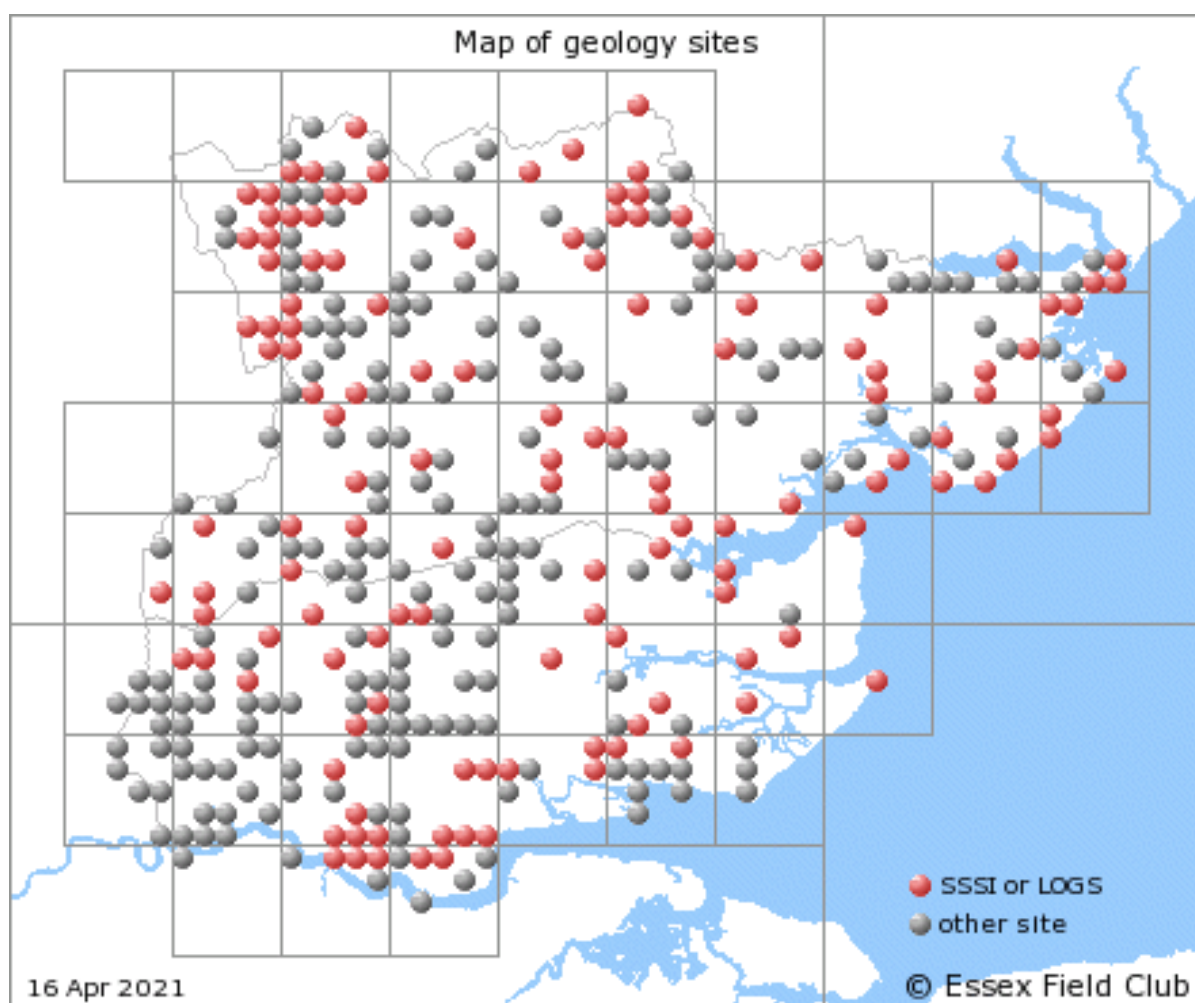 Map of geology sites
SSSI or LOGS
other site
16 Apr 2021
© Essex Field Club